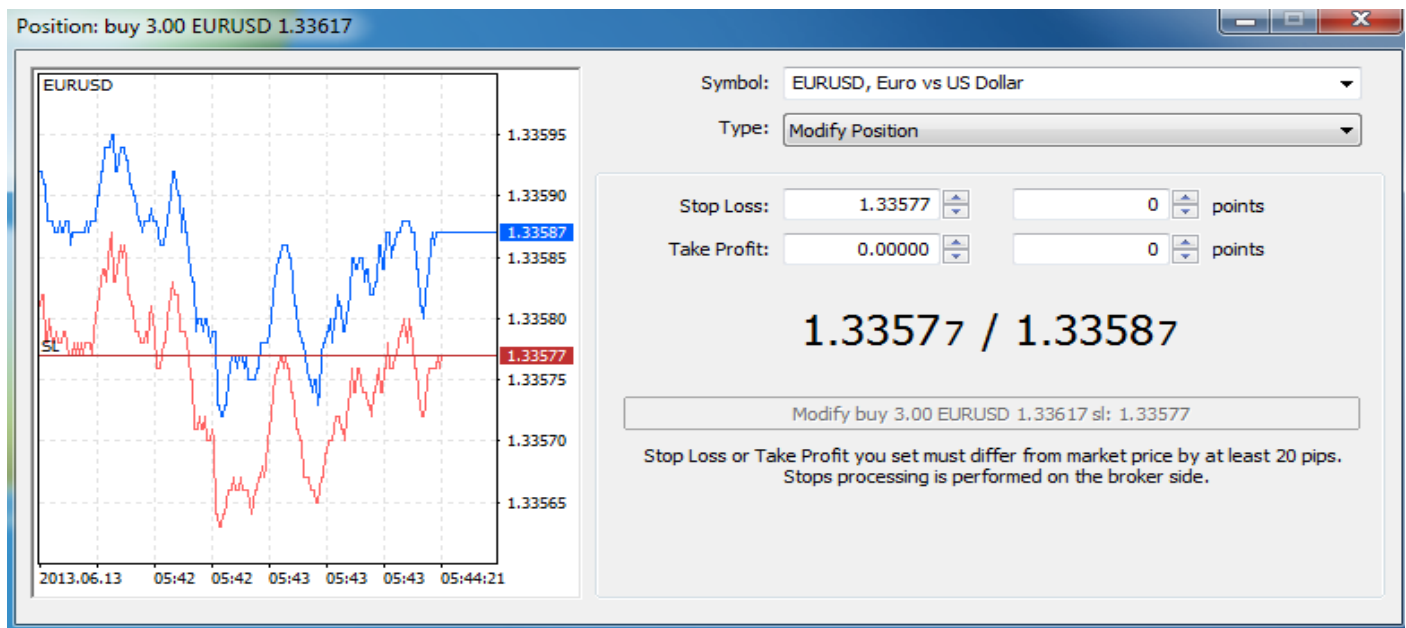 Position: buy 3.00 EURUSD 1.33617
EURUSD
1.33595
1.33590
1.33587
1.33585
1.33580
1.33577
1.33575
1.33570
1.33565
SL
2013.06.13 05:42 05:42 05:43 05:43 05:43 05:44:21
Symbol: EURUSD, Euro vs US Dollar
Type: Modify Position
Stop Loss: 1.33577 0 points
Take Profit: 0.00000 0 points
1.33577 / 1.33587
Modify buy 3.00 EURUSD 1.33617 sl: 1.33577
Stop Loss or Take Profit you set must differ from market price by at least 20 pips.
Stops processing is performed on the broker side.